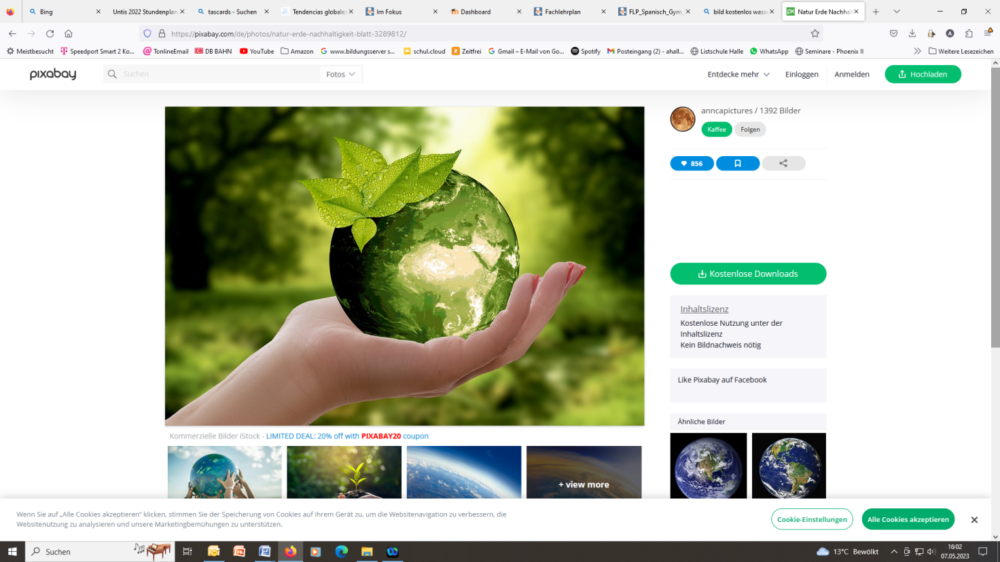 Bing
Untis 2022 Stundenplan
tascards - Suchen
Tendencias globales
Im Fokus
Dashboard
Fachlehrplan
FLP_Spanisch_Gym_
bild kostenlos wasse
Natur Erde Nachhal
https://pixabay.com/de/photos/natur-erde-nachhaltigkeit-blatt-3289812/
Meistbesucht
Speedport Smart 2 Ko...
TonlineEmail
DB BAHN
YouTube
Amazon
www.bildungsserver s...
schul.cloud
Zeitfrei
Gmail – E-Mail von Go...
Spotify
Posteingang (2) - ahall...
Listschule Halle
WhatsApp
Seminare - Phoenix II
Weitere Lesezeichen
pixabay
Suchen
Fotos
Entdecke mehr
Einloggen
Anmelden
Hochladen
anncapictures / 1392 Bilder
Kaffee
Folgen
856
Kostenlose Downloads
Inhaltslizenz
Kostenlose Nutzung unter der
Inhaltslizenz
Kein Bildnachweis nötig
Like Pixabay auf Facebook
Ähnliche Bilder
Kommerzielle Bilder iStock - LIMITED DEAL: 20% off with PIXABAY20 coupon
+ view more
Wenn Sie auf „Alle Cookies akzeptieren“ klicken, stimmen Sie der Speicherung von Cookies auf Ihrem Gerät zu, um die Websitenavigation zu verbessern, die
Websitenutzung zu analysieren und unsere Marketingbemühungen zu unterstützen.
Cookie-Einstellungen
Alle Cookies akzeptieren
Suchen
13°C Bewölkt
16:02
07.05.2023